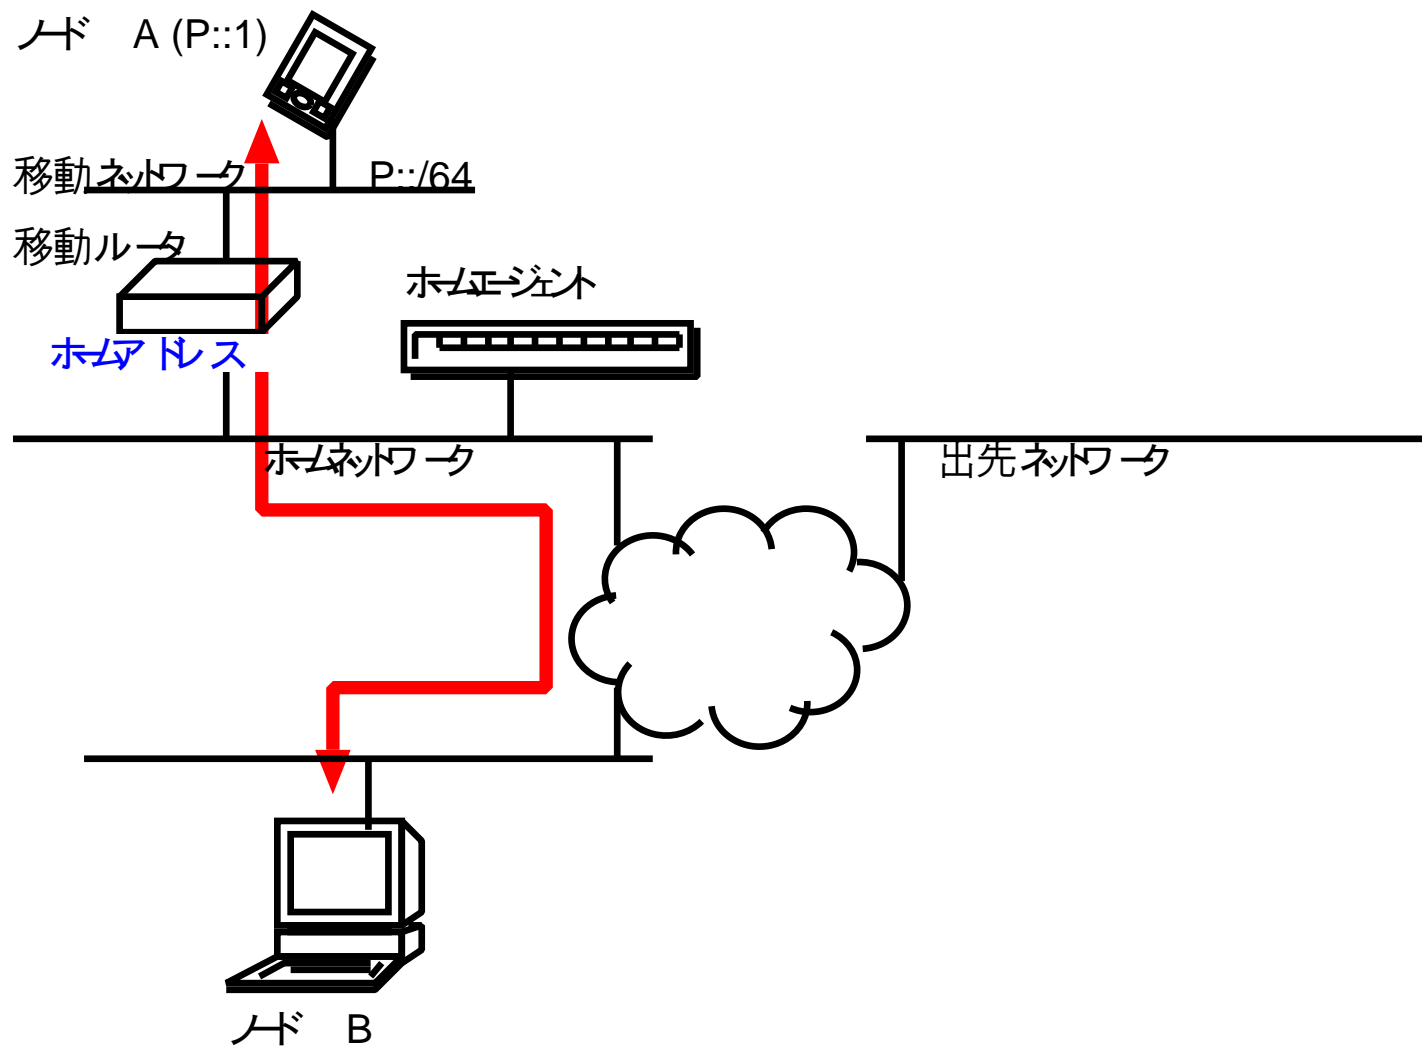 ノード A (P::1)
移動ネットワーク P::/64
移動ルータ
ホームエージェント
ホームアドレス
ホームネットワーク
出先ネットワーク
ノード B